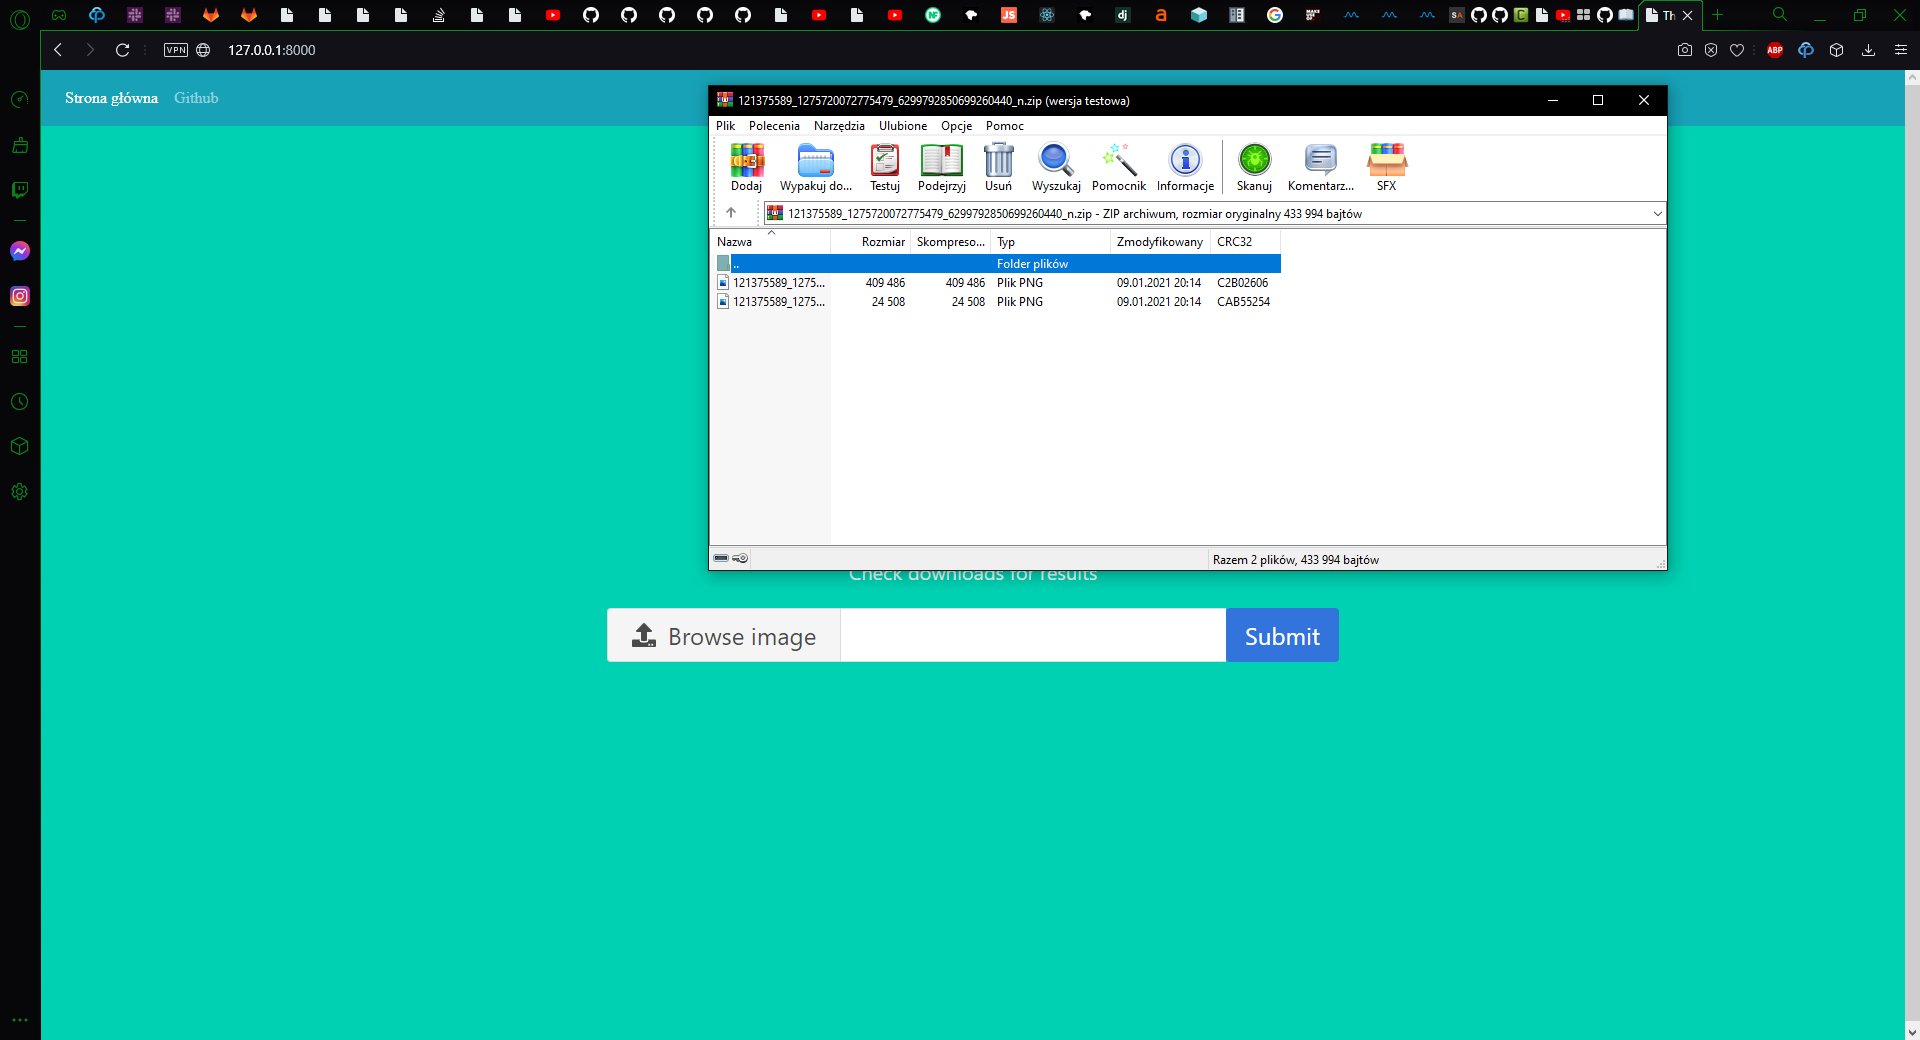 Th
VPN 127.0.0.1:8000 ABP
Strona główna Github
121375589_1275720072775479_6299792850699260440_n.zip (wersja testowa)
Plik Polecenia Narzędzia Ulubione Opcje Pomoc
Dodaj Wypakuj do... Testuj Podejrzyj Usuń Wyszukaj Pomocnik Informacje Skanuj Komentarz... SFX
121375589_1275720072775479_6299792850699260440_n.zip - ZIP archiwum, rozmiar oryginalny 433 994 bajtów
Nazwa Rozmiar Skompreso... Typ Zmodyfikowany CRC32
.. Folder plików
121375589_1275... 409 486 409 486 Plik PNG 09.01.2021 20:14 C2B02606
121375589_1275... 24 508 24 508 Plik PNG 09.01.2021 20:14 CAB55254
Razem 2 plików, 433 994 bajtów
Check downloads for results
Browse image Submit